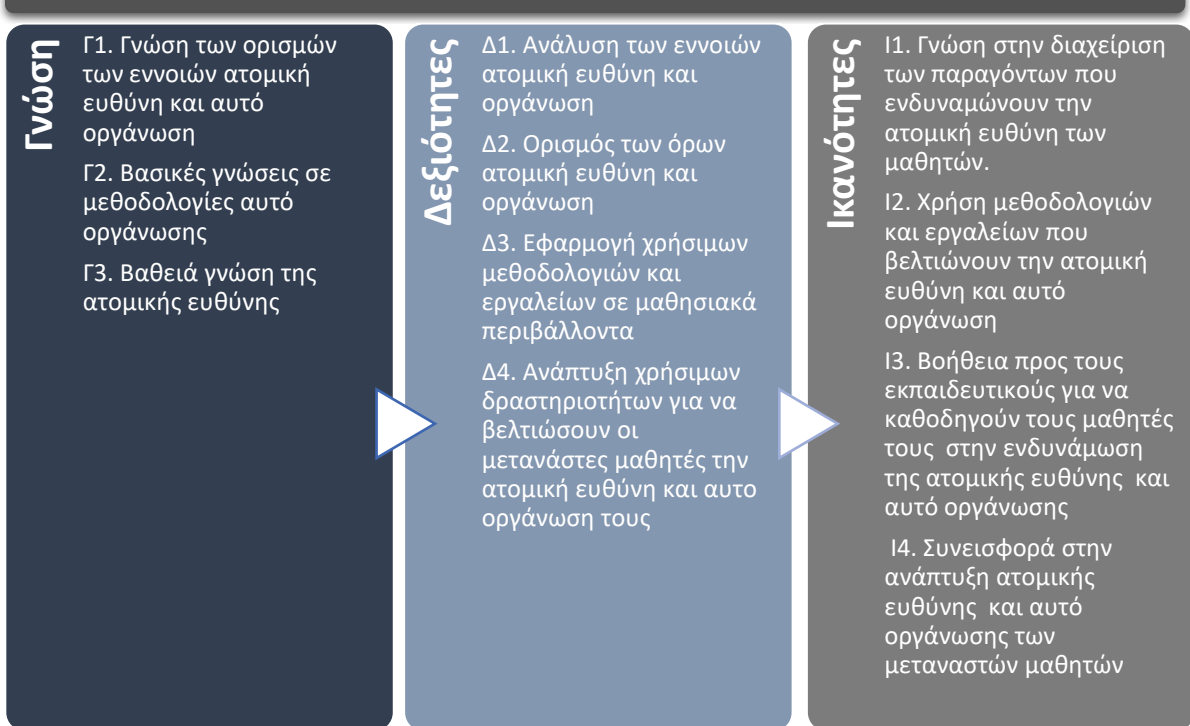 Γνώση
Γ1. Γνώση των ορισμών
των εννοιών ατομική
ευθύνη και αυτό
οργάνωση
Γ2. Βασικές γνώσεις σε
μεθοδολογίες αυτό
οργάνωσης
Γ3. Βαθειά γνώση της
ατομικής ευθύνης
Δεξιότητες
Δ1. Ανάλυση των εννοιών
ατομική ευθύνη και
οργάνωση
Δ2. Ορισμός των όρων
ατομική ευθύνη και
οργάνωση
Δ3. Εφαρμογή χρήσιμων
μεθοδολογιών και
εργαλείων σε μαθησιακά
περιβάλλοντα
Δ4. Ανάπτυξη χρήσιμων
δραστηριοτήτων για να
βελτιώσουν οι
μετανάστες μαθητές την
ατομική ευθύνη και αυτο
οργάνωση τους
Ικανότητες
Ι1. Γνώση στην διαχείριση
των παραγόντων που
ενδυναμώνουν την
ατομική ευθύνη των
μαθητών.
Ι2. Χρήση μεθοδολογιών
και εργαλείων που
βελτιώνουν την ατομική
ευθύνη και αυτό
οργάνωση
Ι3. Βοήθεια προς τους
εκπαιδευτικούς για να
καθοδηγούν τους μαθητές
τους στην ενδυνάμωση
της ατομικής ευθύνης και
αυτό οργάνωσης
Ι4. Συνεισφορά στην
ανάπτυξη ατομικής
ευθύνης και αυτό
οργάνωσης των
μεταναστών μαθητών